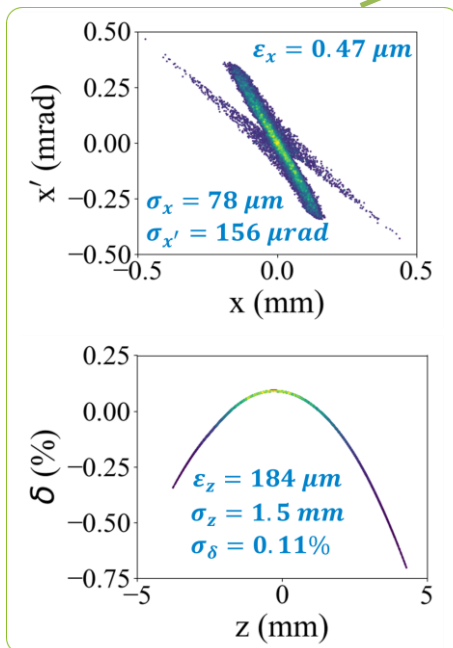 0.50
0.25
0.00
−0.25
−0.50
x′ (mrad)
εx = 0.47 μm
σx = 78 μm
σx′ = 156 μrad
−0.5 0.0 0.5
x (mm)
0.25
0.00
−0.25
−0.50
−0.75
δ (%)
εz = 184 μm
σz = 1.5 mm
σδ = 0.11%
−5 0 5
z (mm)